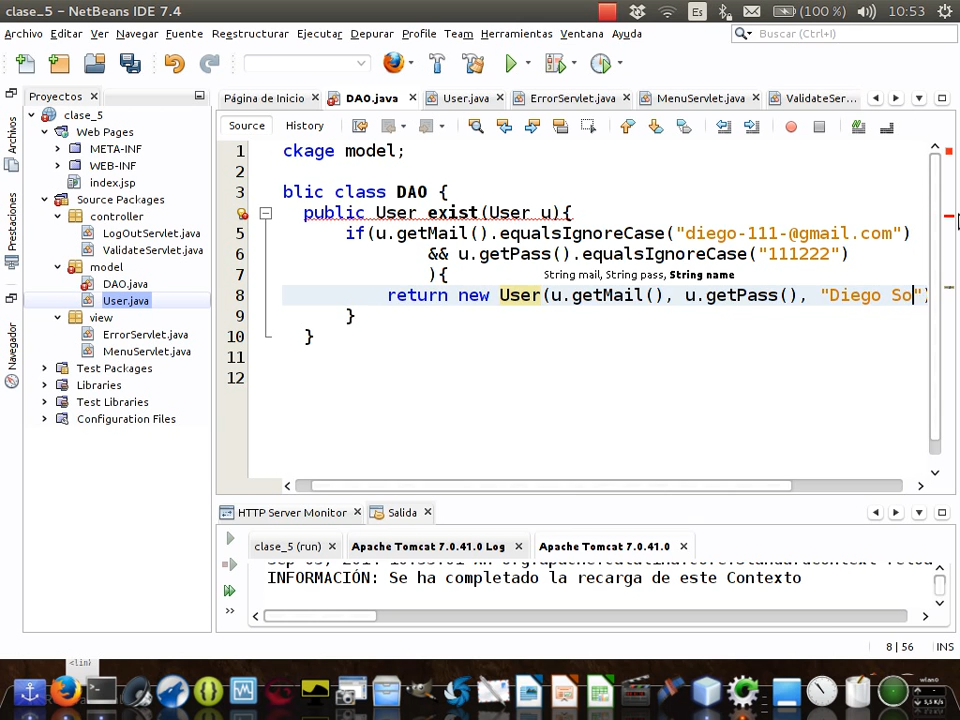 clase_5 - NetBeans IDE 7.4
Es
(100 %)
10:53
Archivo Editar Ver Navegar Fuente Reestructurar Ejecutar Depurar Profile Team Herramientas Ventana Ayuda
Buscar (Ctrl+I)
Proyectos
Página de Inicio DAO.java User.java ErrorServlet.java MenuServlet.java ValidateSer...
Archivos
Prestaciones
Navegador
clase_5
Web Pages
META-INF
WEB-INF
index.jsp
Source Packages
controller
LogOutServlet.java
ValidateServlet.java
model
DAO.java
User.java
view
ErrorServlet.java
MenuServlet.java
Test Packages
Libraries
Test Libraries
Configuration Files
Source History
1 ckage model;
2
3 blic class DAO {
public User exist(User u){
5 if(u.getMail().equalsIgnoreCase("diego-111-@gmail.com")
6 && u.getPass().equalsIgnoreCase("111222")
7 ){
String mail, String pass, String name
8 return new User(u.getMail(), u.getPass(), "Diego So")
9 }
10 }
11
12
HTTP Server Monitor Salida
clase_5 (run) Apache Tomcat 7.0.41.0 Log Apache Tomcat 7.0.41.0
INFORMACIÓN: Se ha completado la recarga de este Contexto
8 | 56 INS